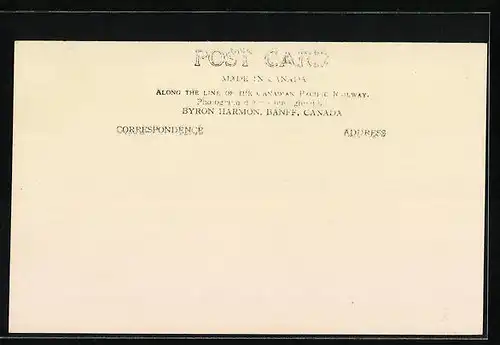 POST CARD
MADE IN CANADA
ALONG THE LINE OF THE CANADIAN PACIFIC RAILWAY.
BYRON HARMON, BANFF, CANADA
CORRESPONDENCE ADDRESS